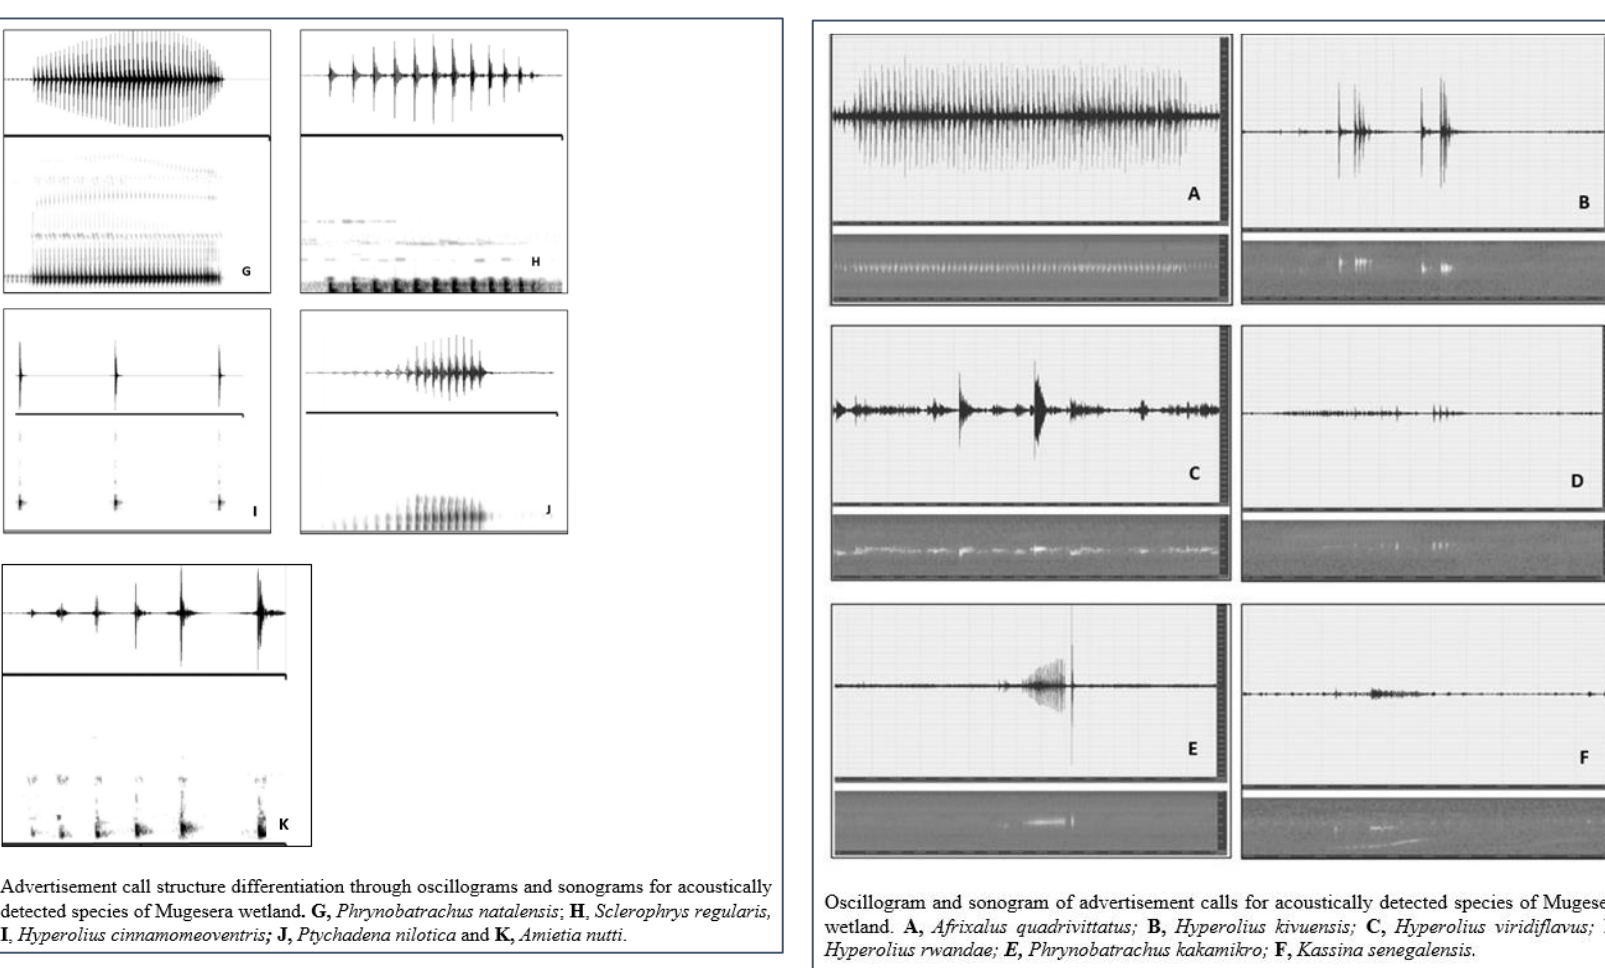 G
H
I
J
K
Advertisement call structure differentiation through oscillograms and sonograms for acoustically
detected species of Mugesera wetland. G, Phrynobatrachus natalensis; H, Sclerophrys regularis,
I, Hyperolius cinnamomeoventris; J, Ptychadena nilotica and K, Amietia nutti.
A
B
C
D
E
F
Oscillogram and sonogram of advertisement calls for acoustically detected species of
wetland. A, Afrixalus quadrivittatus; B, Hyperolius kivuensis; C, Hyperolius viridiflavus;
Hyperolius rwandae; E, Phrynobatrachus kakamikro; F, Kassina senegalensis.